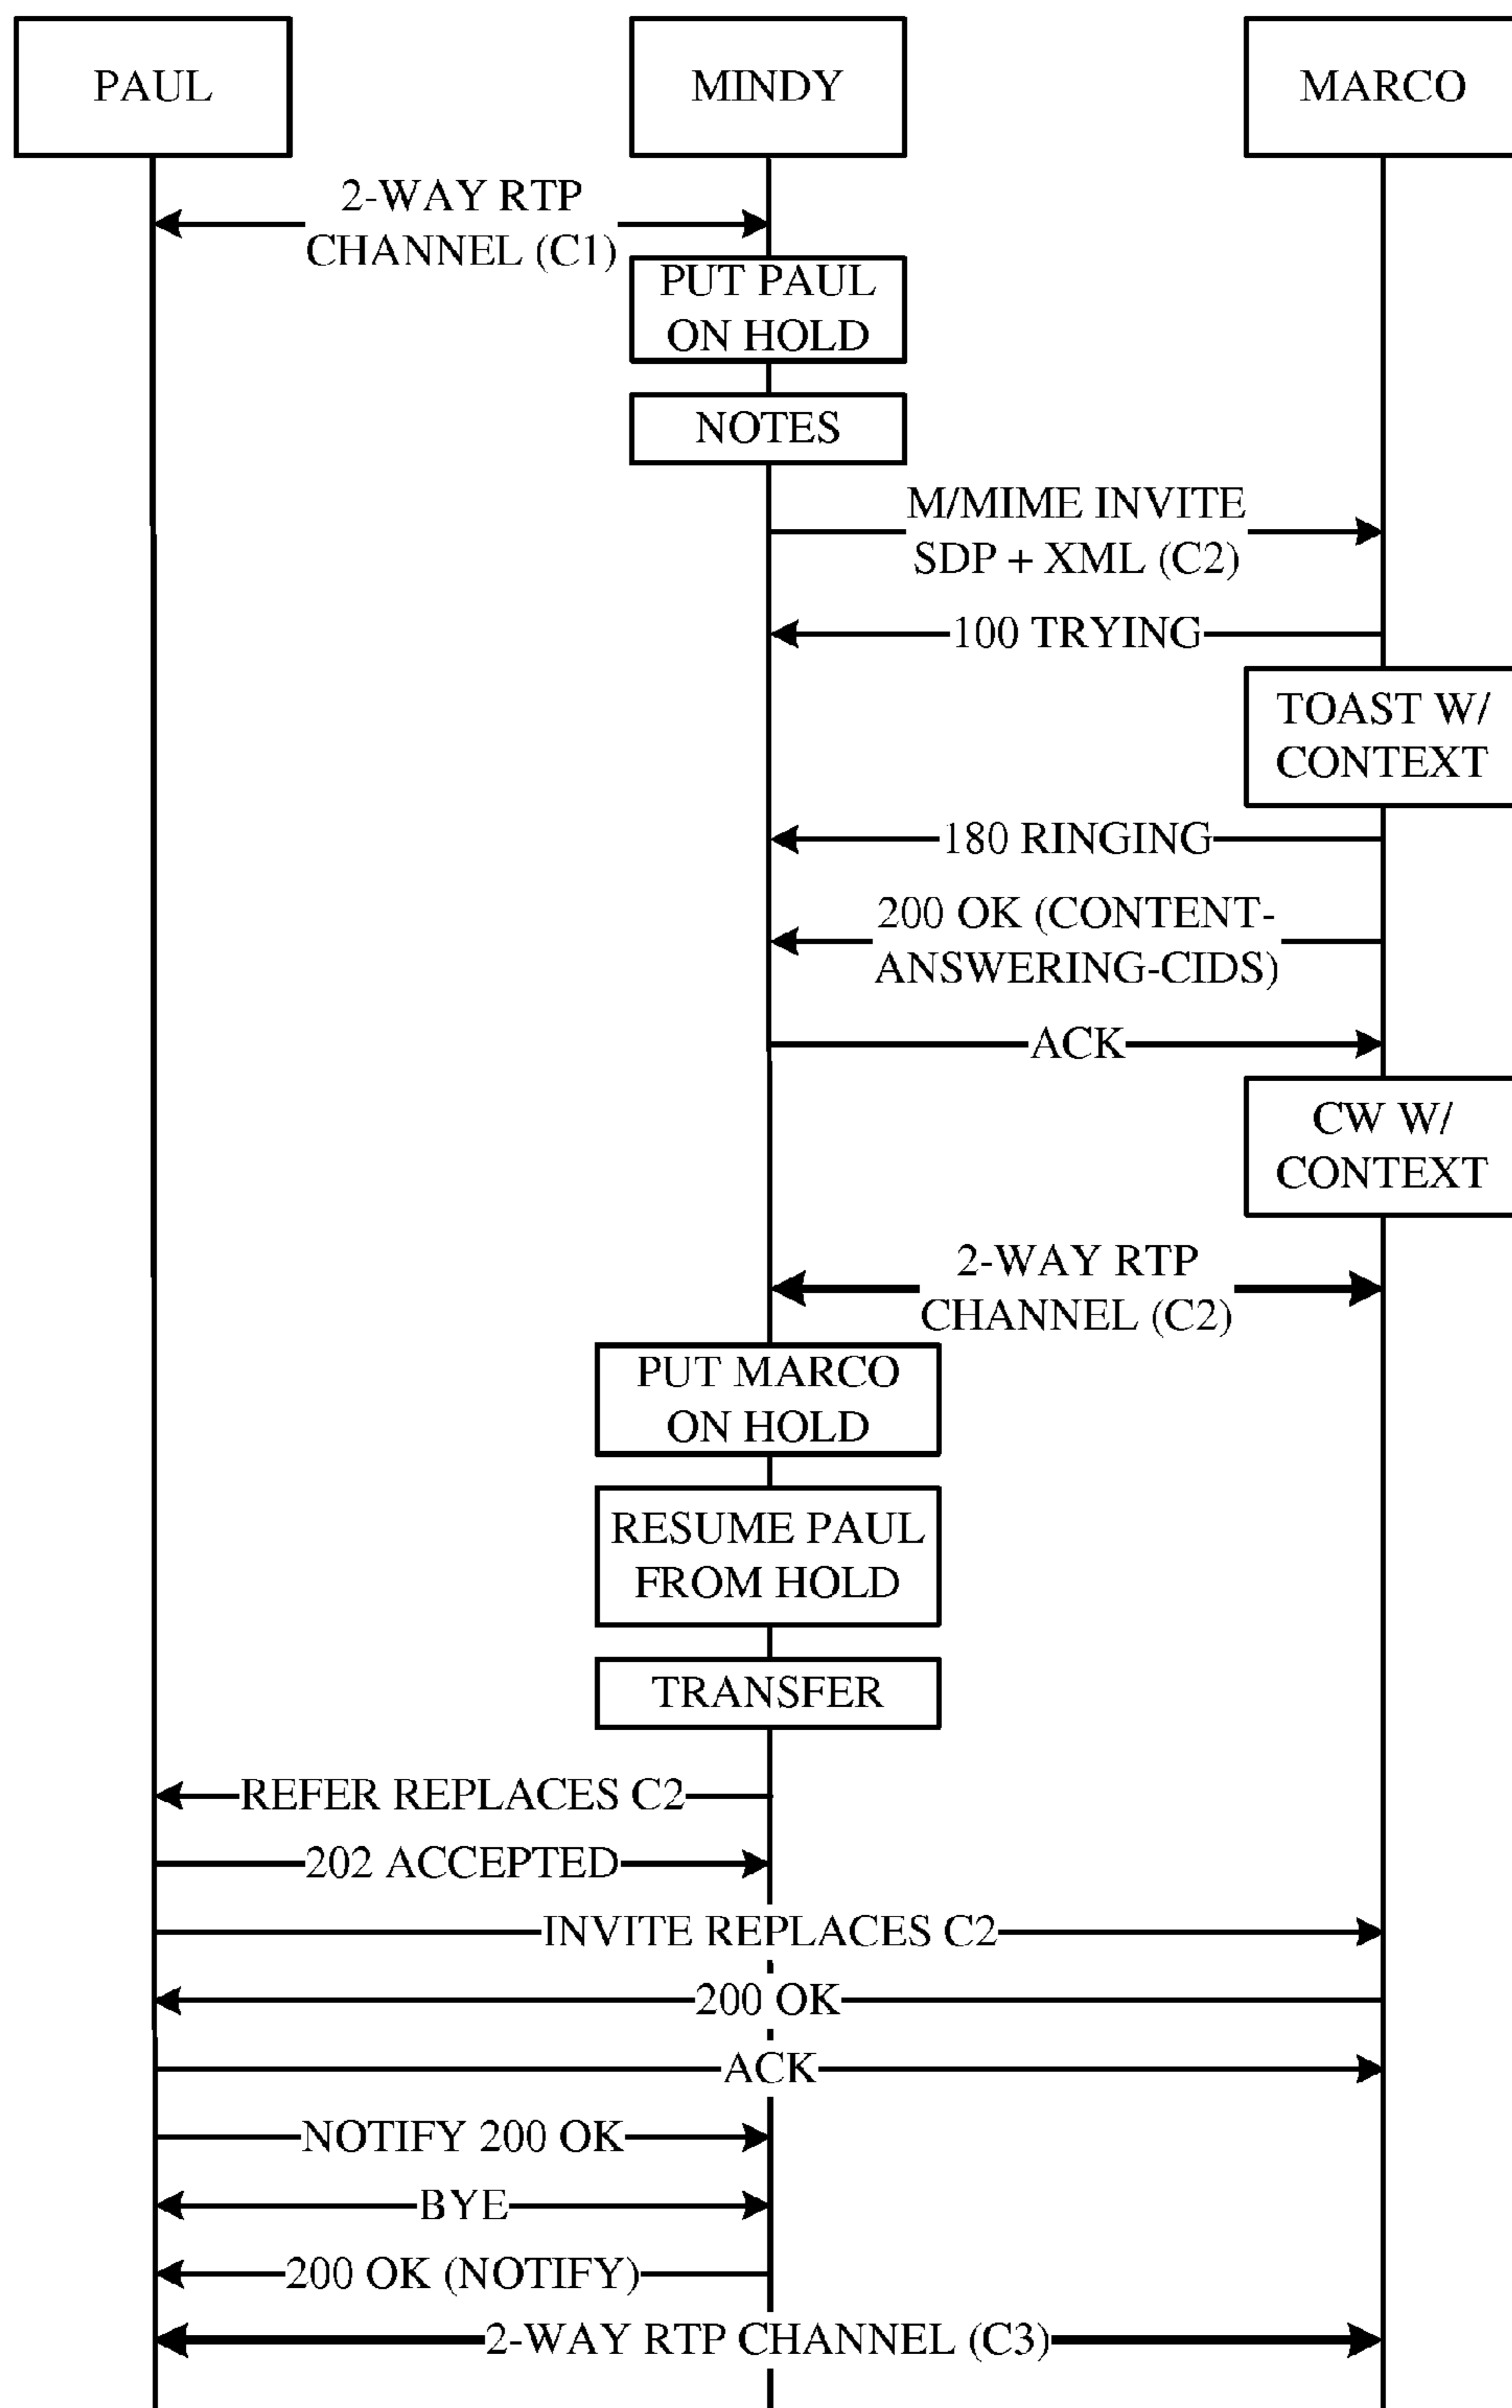 PAUL
MINDY
MARCO
2-WAY RTP
CHANNEL (C1)
PUT PAUL
ON HOLD
NOTES
M/MIME INVITE
SDP + XML (C2)
100 TRYING
TOAST W/
CONTEXT
180 RINGING
200 OK (CONTENT-
ANSWERING-CIDS)
ACK
CW W/
CONTEXT
2-WAY RTP
CHANNEL (C2)
PUT MARCO
ON HOLD
RESUME PAUL
FROM HOLD
TRANSFER
REFER REPLACES C2
202 ACCEPTED
INVITE REPLACES C2
200 OK
ACK
NOTIFY 200 OK
BYE
200 OK (NOTIFY)
2-WAY RTP CHANNEL (C3)